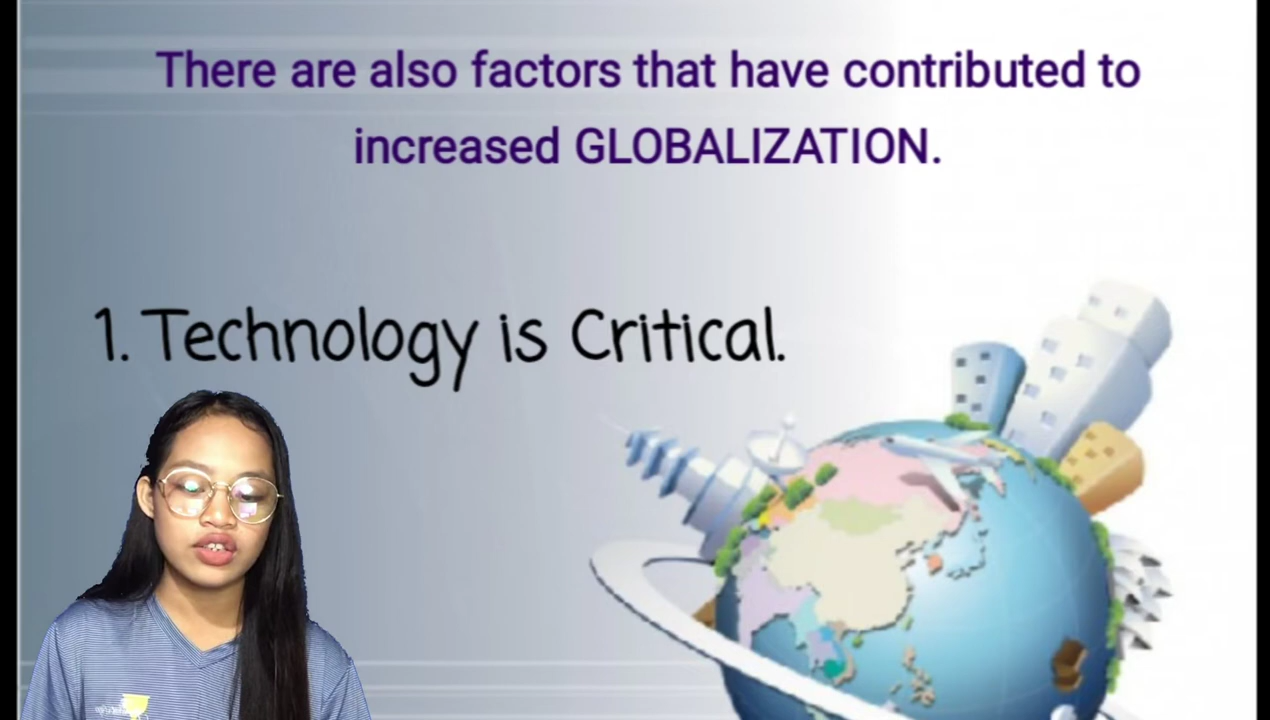 There are also factors that have contributed to
increased GLOBALIZATION.
1. Technology is Critical.